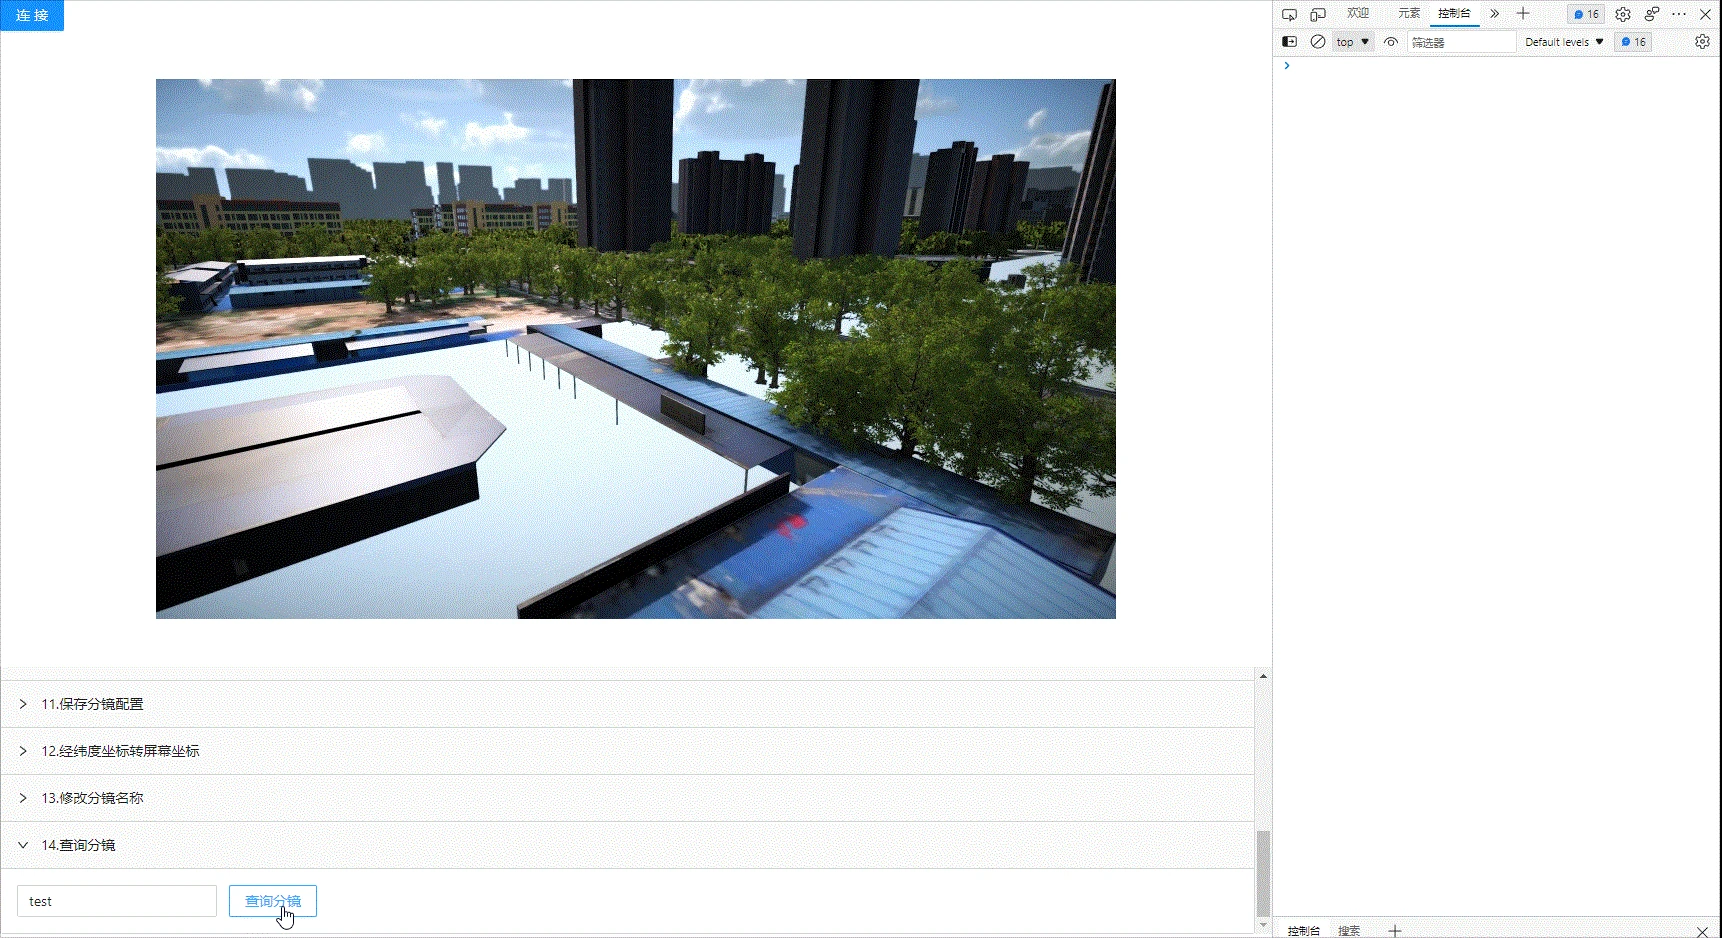 连 接
欢迎 元素 控制台 16
top 筛选器 Default levels 16
11.保存分镜配置
12.经纬度坐标转屏幕坐标
13.修改分镜名称
14.查询分镜
test 查询分镜
控制台 搜索